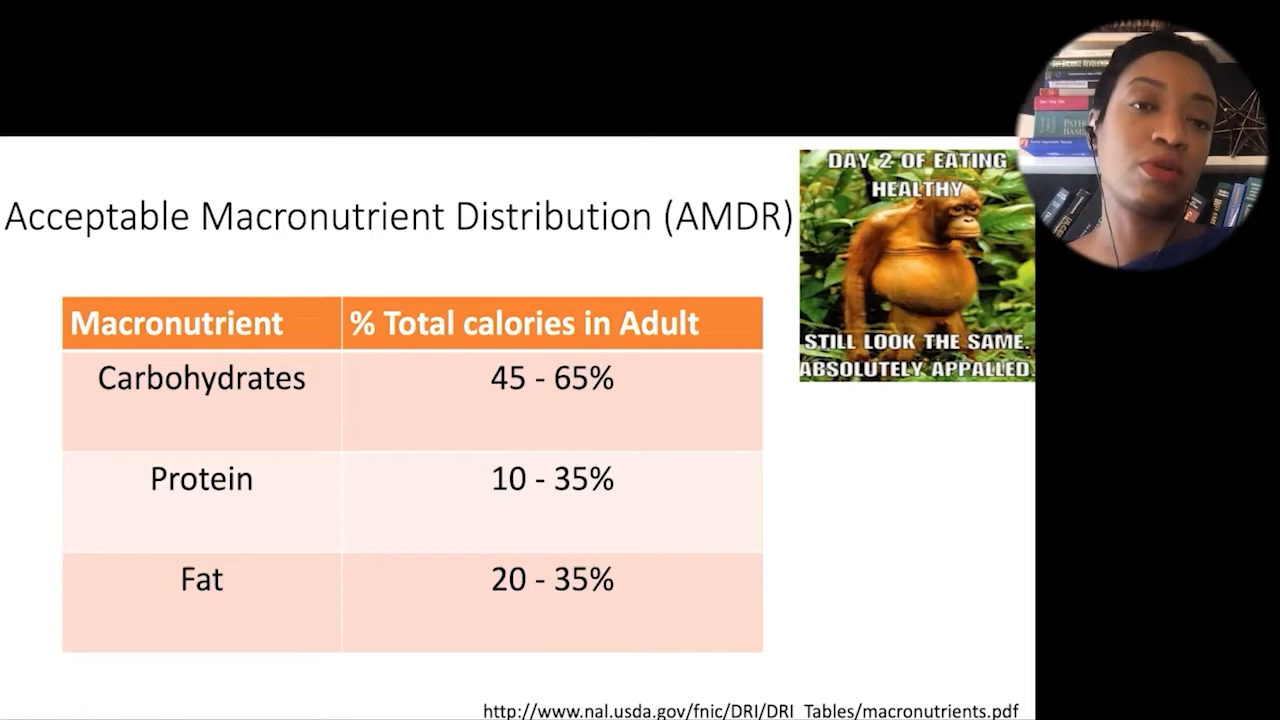 Acceptable Macronutrient Distribution (AMDR)
DAY 2 OF EATING
HEALTHY
STILL LOOK THE SAME.
ABSOLUTELY APPALLED.
Macronutrient % Total calories in Adult
Carbohydrates 45 - 65%
Protein 10 - 35%
Fat 20 - 35%
http://www.nal.usda.gov/fnic/DRI/DRI_Tables/macronutrients.pdf